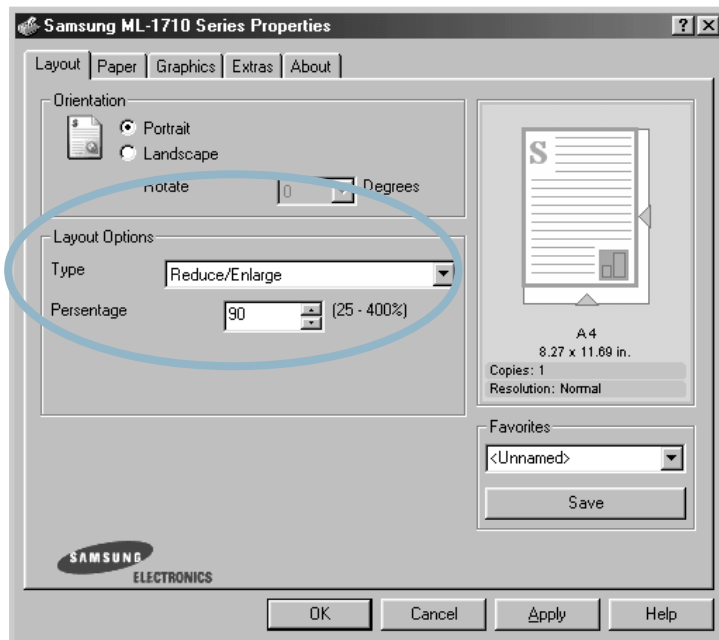 Samsung ML-1710 Series Properties
Layout Paper Graphics Extras About
Orientation
Portrait
Landscape
Rotate 0 Degrees
Layout Options
Type Reduce/Enlarge
Persentage 90 (25 - 400%)
S
A4
8.27 x 11.69 in.
Copies: 1
Resolution: Normal
Favorites
<Unnamed>
Save
SAMSUNG
ELECTRONICS
OK Cancel Apply Help